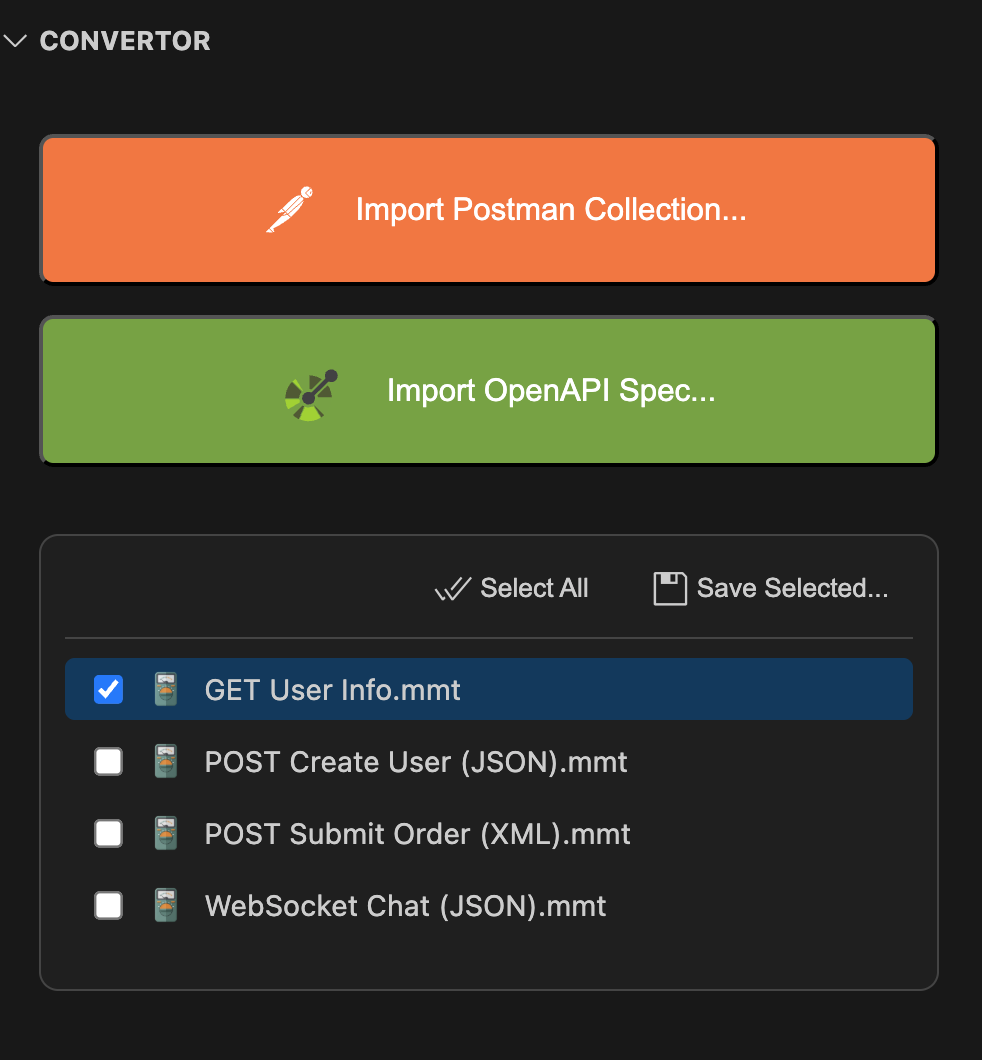 CONVERTOR
Import Postman Collection...
Import OpenAPI Spec...
Select All Save Selected...
GET User Info.mmt
POST Create User (JSON).mmt
POST Submit Order (XML).mmt
WebSocket Chat (JSON).mmt